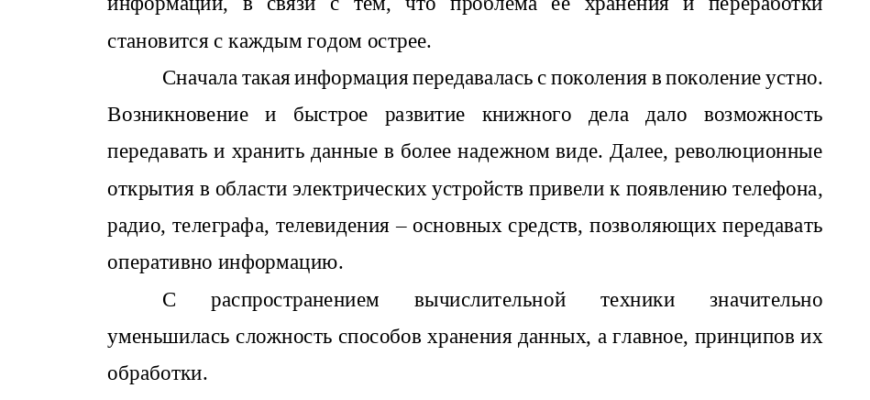 информации, в связи с тем, что проблема ее хранения и переработки
становится с каждым годом острее.
Сначала такая информация передавалась с поколения в поколение устно.
Возникновение и быстрое развитие книжного дела дало возможность
передавать и хранить данные в более надежном виде. Далее, революционные
открытия в области электрических устройств привели к появлению телефона,
радио, телеграфа, телевидения – основных средств, позволяющих передавать
оперативно информацию.
С распространением вычислительной техники значительно
уменьшилась сложность способов хранения данных, а главное, принципов их
обработки.